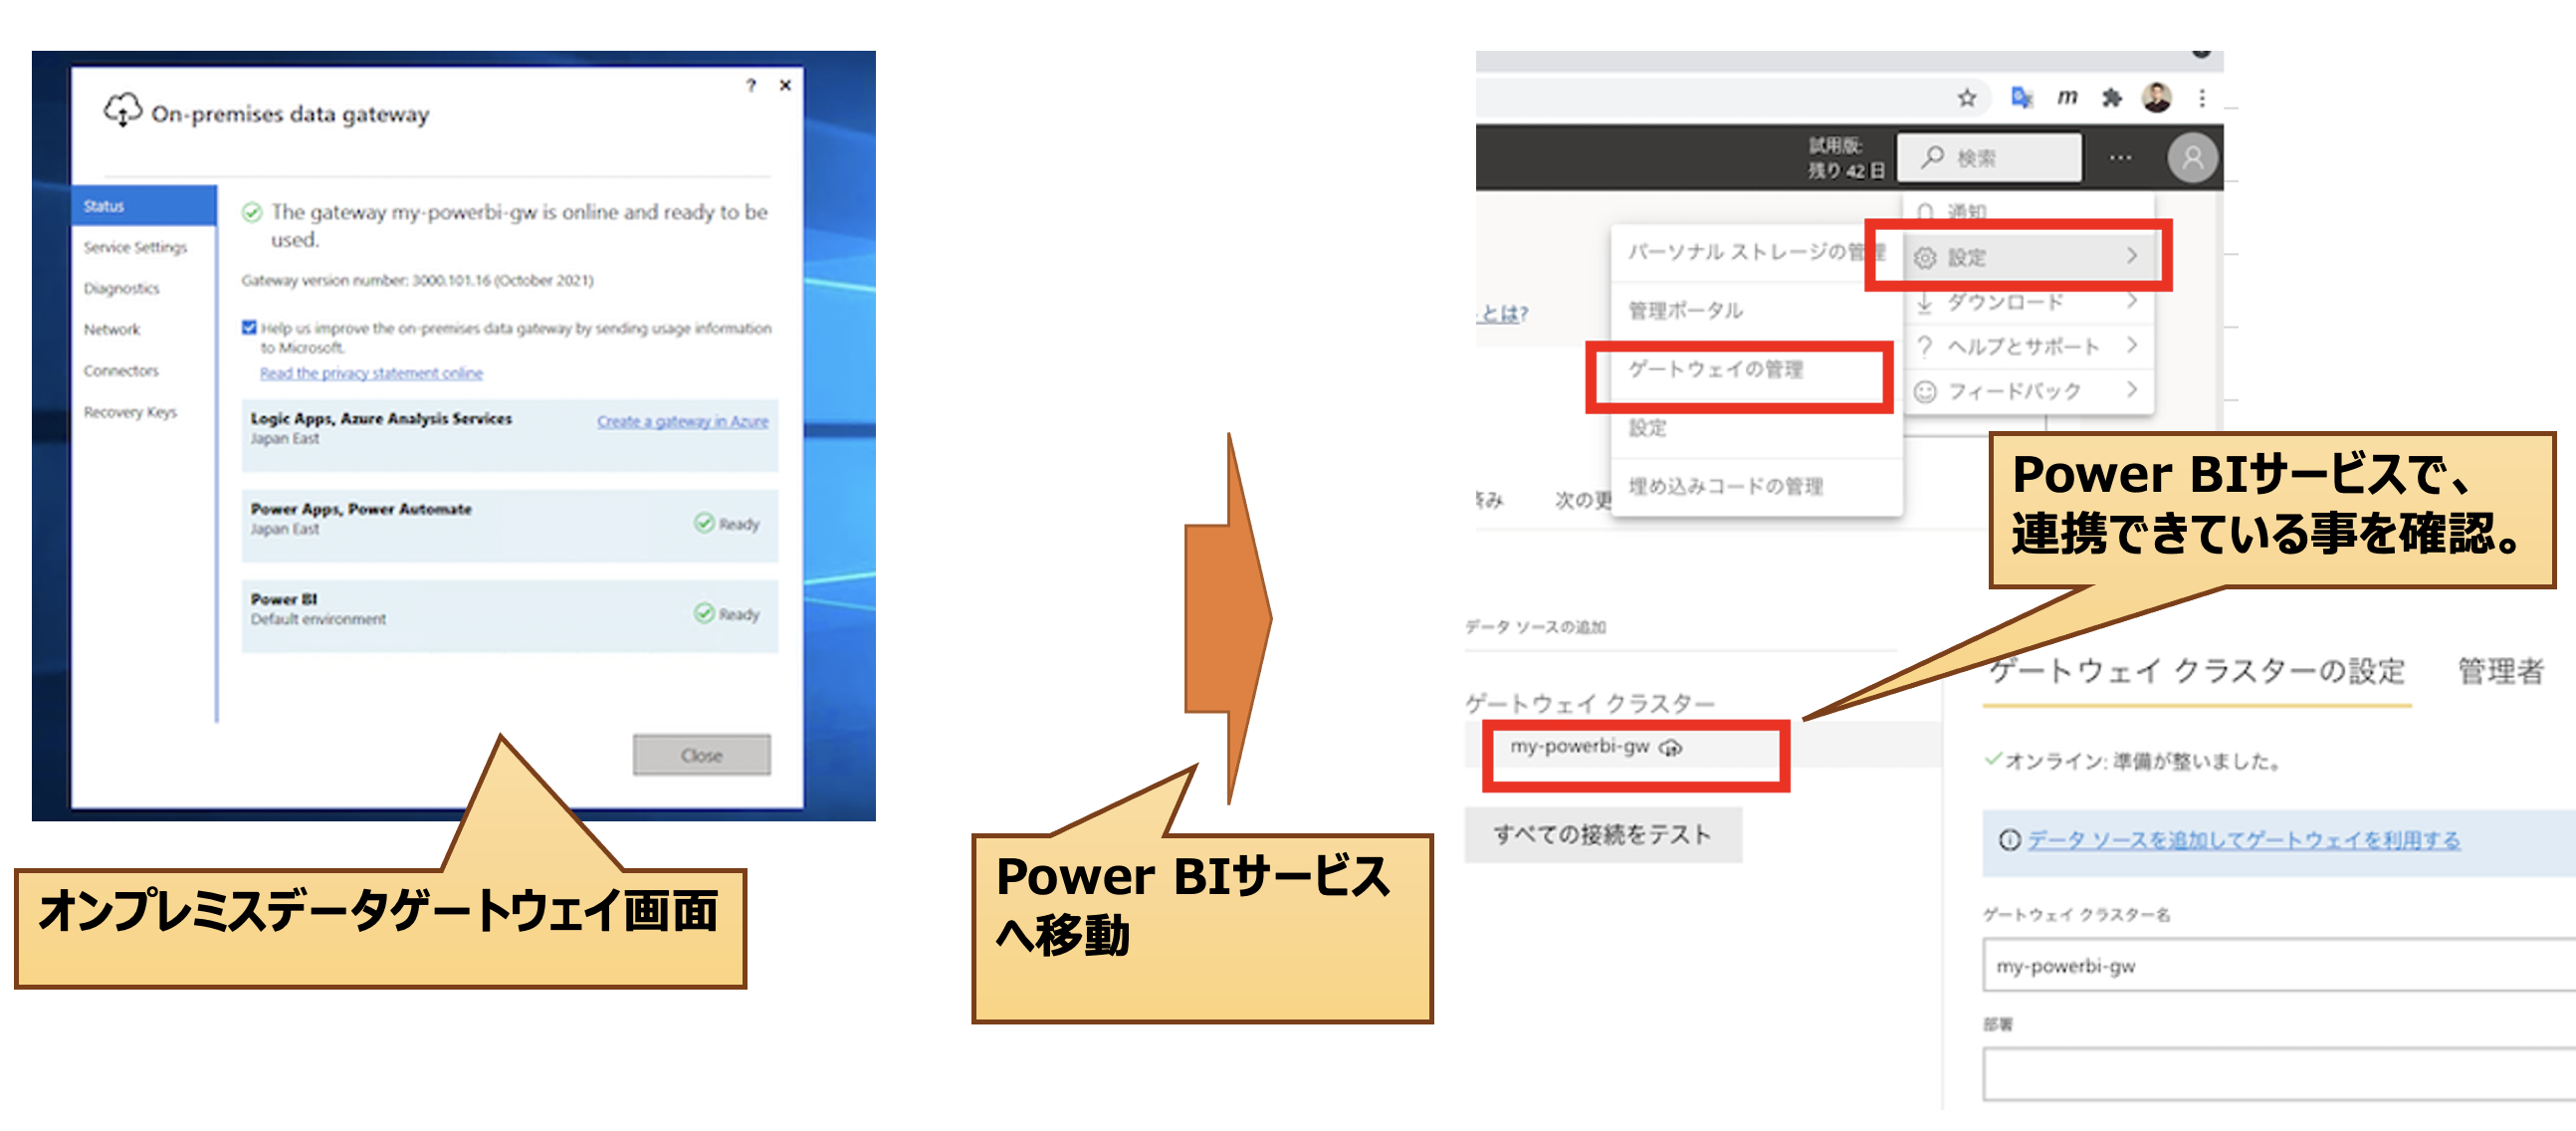 On-premises data gateway
? ×
Status
Service Settings
Diagnostics
Network
Connectors
Recovery Keys
The gateway my-powerbi-gw is online and ready to be
used.
Gateway version number: 3000.101.16 (October 2021)
Help us improve the on-premises data gateway by sending usage information
to Microsoft.
Read the privacy statement online
Logic Apps, Azure Analysis Services
Create a gateway in Azure
Japan East
Power Apps, Power Automate
Japan East
Ready
Power BI
Default environment
Ready
Close
オンプレミスデータゲートウェイ画面
Power BIサービス
へ移動
m
試用版:
残り 42 日
検索
通知
設定
ダウンロード
ヘルプとサポート
フィードバック
パーソナル ストレージの管理
管理ポータル
ゲートウェイの管理
設定
埋め込みコードの管理
とは?
済み
次の更
Power BIサービスで、
連携できている事を確認。
データ ソースの追加
ゲートウェイ クラスター
my-powerbi-gw
すべての接続をテスト
ゲートウェイ クラスターの設定
管理者
オンライン: 準備が整いました。
データ ソースを追加してゲートウェイを利用する
ゲートウェイ クラスター名
my-powerbi-gw
部署